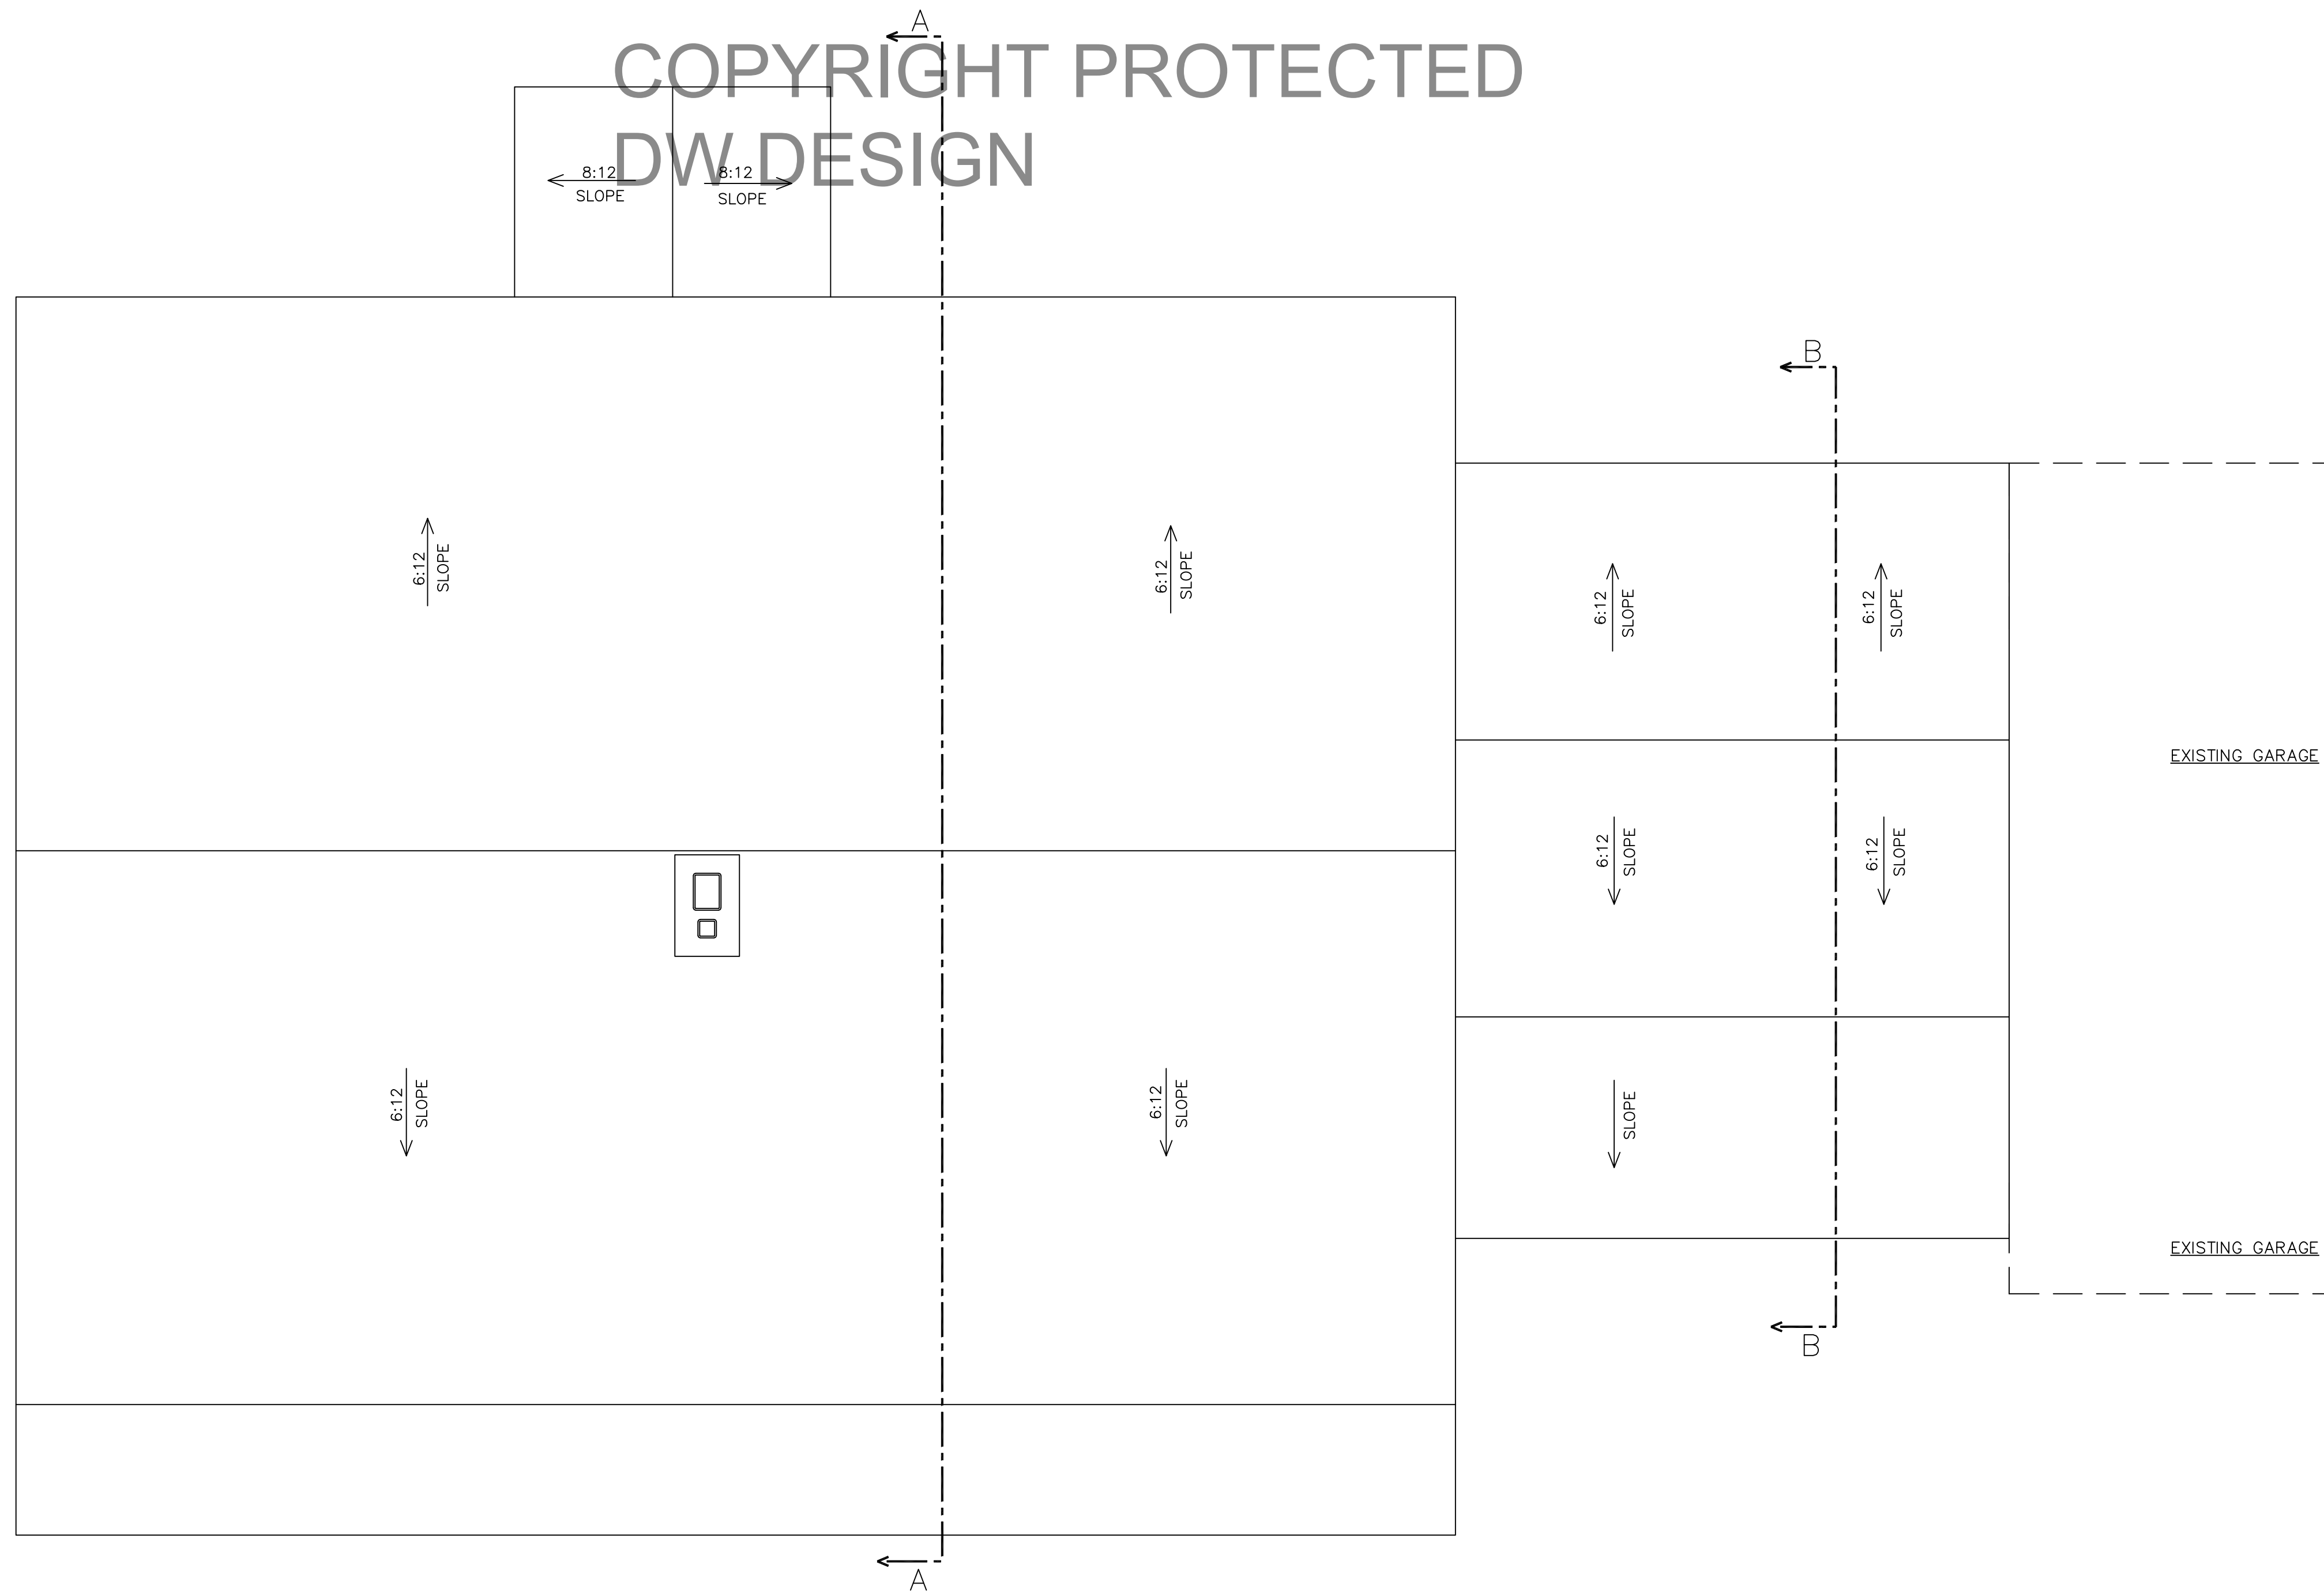 A
COPYRIGHT PROTECTED
DW DESIGN
8:12
SLOPE
8:12
SLOPE
B
6:12
SLOPE
6:12
SLOPE
6:12
SLOPE
6:12
SLOPE
EXISTING GARAGE
6:12
SLOPE
6:12
SLOPE
6:12
SLOPE
6:12
SLOPE
SLOPE
EXISTING GARAGE
B
A